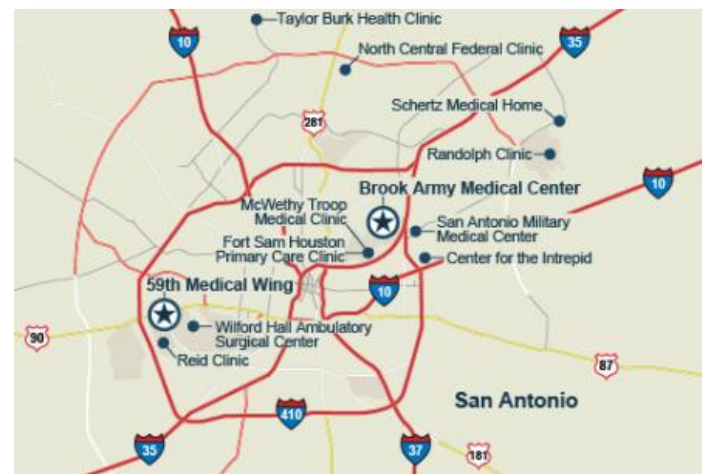 Taylor Burk Health Clinic
10
35
North Central Federal Clinic
Schertz Medical Home
281
Randolph Clinic
10
Brook Army Medical Center
McWethy Troop
Medical Clinic
San Antonio Military
Medical Center
Fort Sam Houston
Primary Care Clinic
Center for the Intrepid
59th Medical Wing
10
Wilford Hall Ambulatory
Surgical Center
90
Reid Clinic
87
San Antonio
410
35
37
181